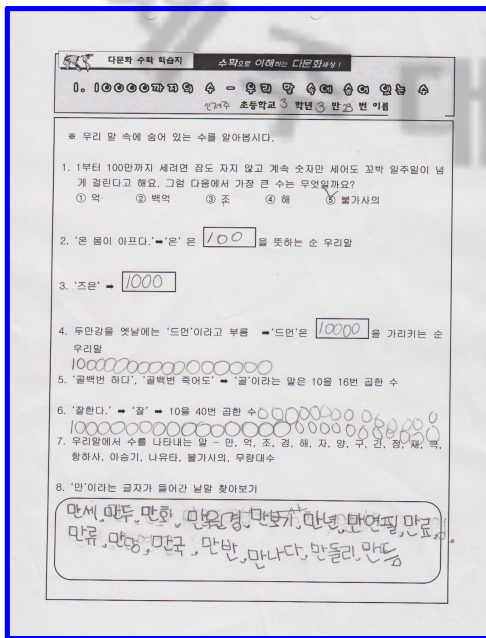 다문화 수학 학습지
수학으로 이해하는 다문화세상!
1. 10000까지의 수 - 우리 말 속에 숨어 있는 수
신제주 초등학교 3 학년 3 반 23 번 이름
※ 우리 말 속에 숨어 있는 수를 알아봅시다.
1. 1부터 100만까지 세려면 잠도 자지 않고 계속 숫자만 세어도 꼬박 일주일이 넘
게 걸린다고 해요. 그럼 다음에서 가장 큰 수는 무엇일까요?
① 억 ② 백억 ③ 조 ④ 해 ⑤ 불가사의
2. '온 몸이 아프다.'➡'온' 은 100 을 뜻하는 순 우리말
3. '즈믄' ➡ 1000
4. 두만강을 옛날에는 '드먼'이라고 부름 ➡'드먼'은 10000 을 가리키는 순
우리말
10000000000000000
5. '골백번 하다', '골백번 죽어도' ➡ '골'이라는 말은 10을 16번 곱한 수
6. '잘한다.' ➡ '잘' ➡ 10을 40번 곱한 수
7. 우리말에서 수를 나타내는 말 - 만, 억, 조, 경, 해, 자, 양, 구, 간, 정, 재, 극,
항하사, 아승기, 나유타, 불가사의, 무량대수
8. '만'이라는 글자가 들어간 낱말 찾아보기
만세, 만두, 만화, 만원경, 만보기, 만년, 만연필, 만료,
만류, 만국, 만반, 만나다, 만돌리, 만등